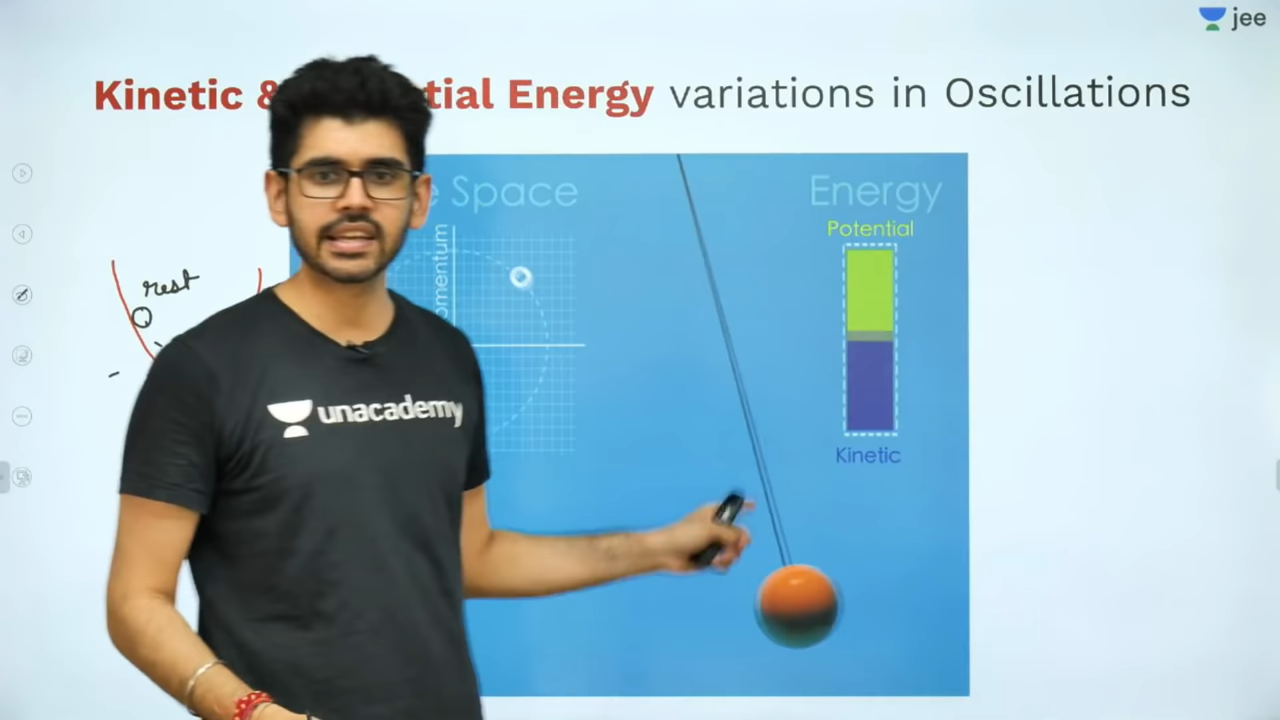 jee
Kinetic & tial Energy variations in Oscillations
e Space
Energy
Potential
omentum
rest
unacademy
Kinetic